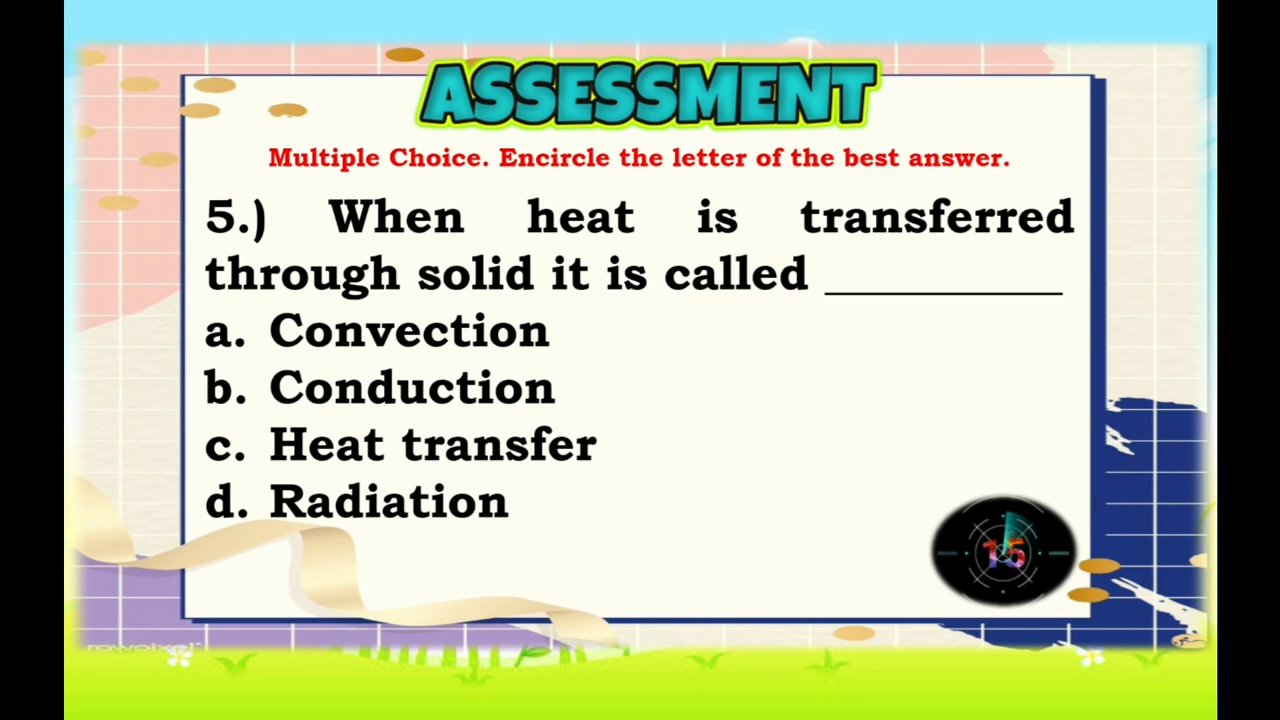 ASSESSMENT
Multiple Choice. Encircle the letter of the best answer.
5.) When heat is transferred
through solid it is called __________
a. Convection
b. Conduction
c. Heat transfer
d. Radiation
15